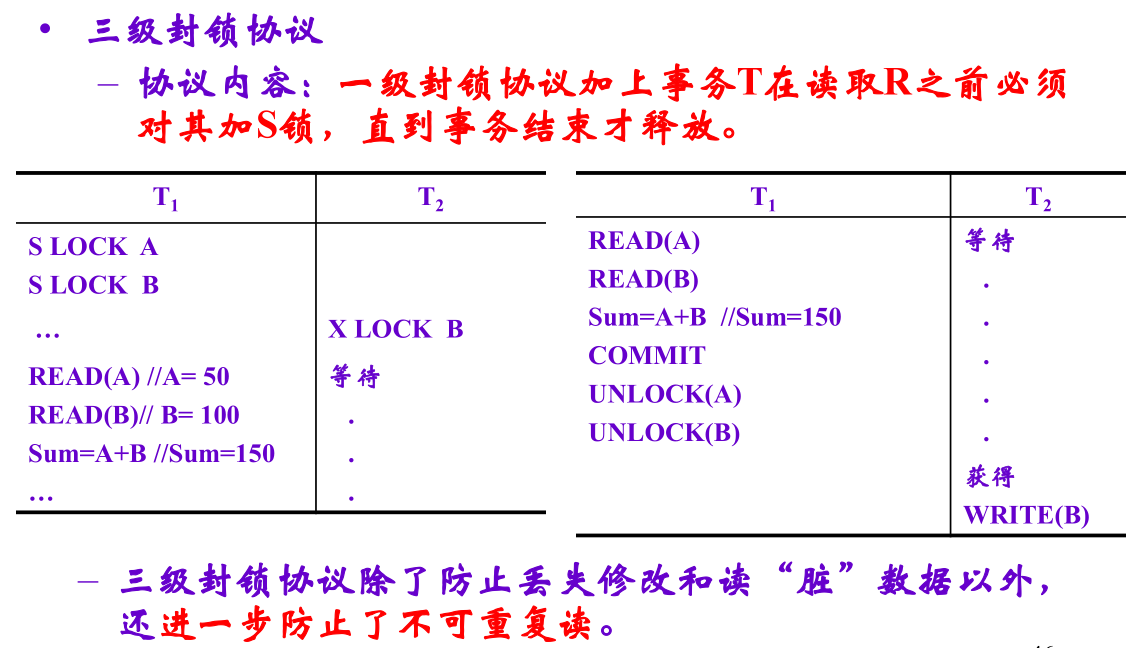 • 三级封锁协议
– 协议内容：一级封锁协议加上事务T在读取R之前必须
对其加S锁，直到事务结束才释放。
T1 T2
S LOCK A
S LOCK B
… X LOCK B
READ(A) //A= 50 等待
READ(B)// B= 100 .
Sum=A+B //Sum=150 .
… .
T1 T2
READ(A) 等待
READ(B) .
Sum=A+B //Sum=150 .
COMMIT .
UNLOCK(A) .
UNLOCK(B) .
获得
WRITE(B)
– 三级封锁协议除了防止丢失修改和读“脏”数据以外，
还进一步防止了不可重复读。